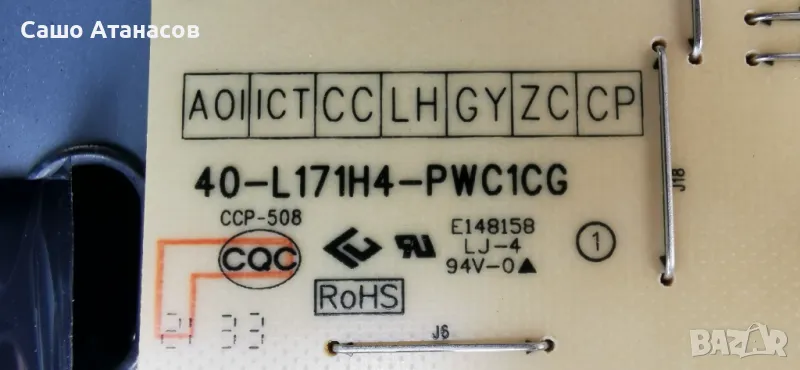 Сашо Атанасов
AOI ICT CC LH GY ZC CP
40-L171H4-PWC1CG
CCP-508
CQC
E148158
LJ-4
94V-0▲
1
RoHS
J18
J6
BAZAR